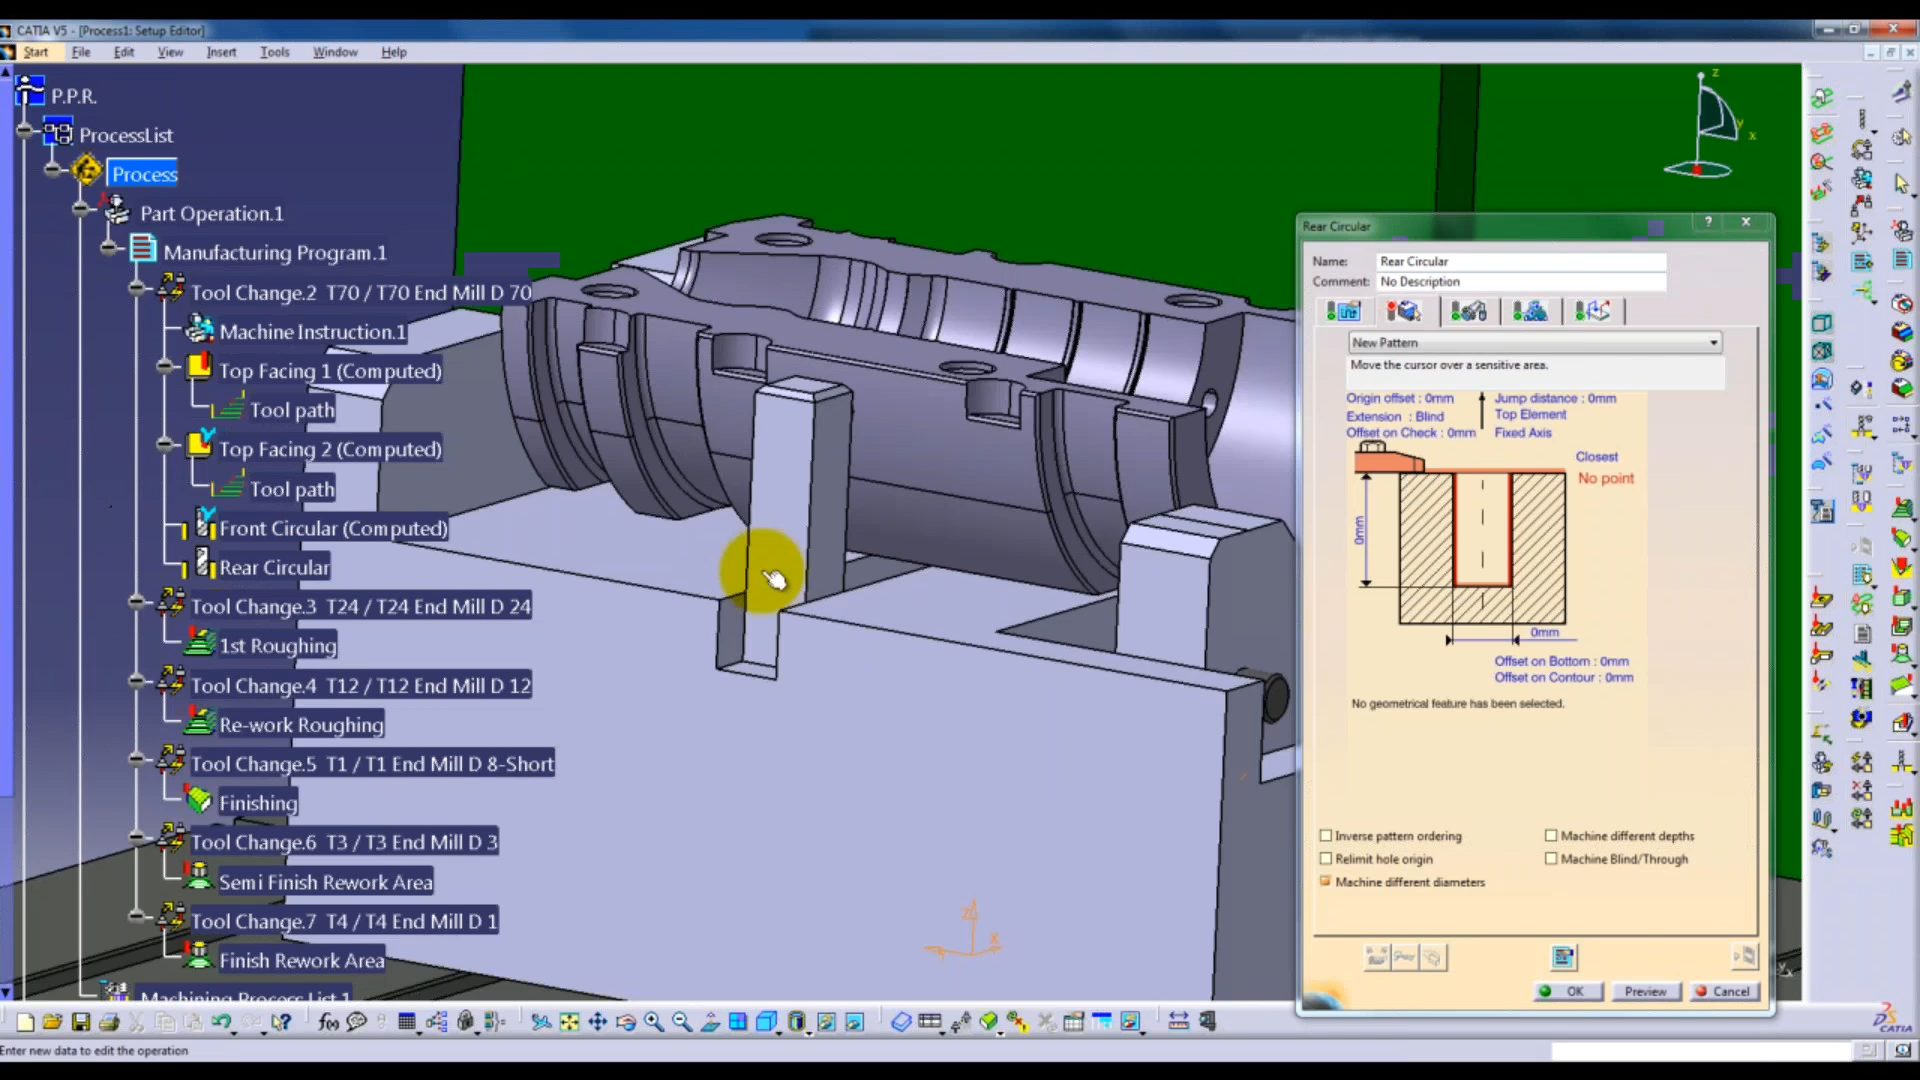 CATIA V5 - [Process1: Setup Editor]
Start File Edit View Insert Tools Window Help
P.P.R.
ProcessList
Process
Part Operation.1
Manufacturing Program.1
Tool Change.2 T70 / T70 End Mill D 70
Machine Instruction.1
Top Facing 1 (Computed)
Tool path
Top Facing 2 (Computed)
Tool path
Front Circular (Computed)
Rear Circular
Tool Change.3 T24 / T24 End Mill D 24
1st Roughing
Tool Change.4 T12 / T12 End Mill D 12
Re-work Roughing
Tool Change.5 T1 / T1 End Mill D 8-Short
Finishing
Tool Change.6 T3 / T3 End Mill D 3
Semi Finish Rework Area
Tool Change.7 T4 / T4 End Mill D 1
Finish Rework Area
Machining Process List.1
z
y
x
Rear Circular
Name: Rear Circular
Comment: No Description
New Pattern
Move the cursor over a sensitive area.
Origin offset : 0mm Jump distance : 0mm
Extension : Blind Top Element
Offset on Check : 0mm Fixed Axis
Closest
No point
0mm
0mm
Offset on Bottom : 0mm
Offset on Contour : 0mm
No geometrical feature has been selected.
Inverse pattern ordering Machine different depths
Relimit hole origin Machine Blind/Through
Machine different diameters
OK Preview Cancel
f(x)
CATIA
Enter new data to edit the operation